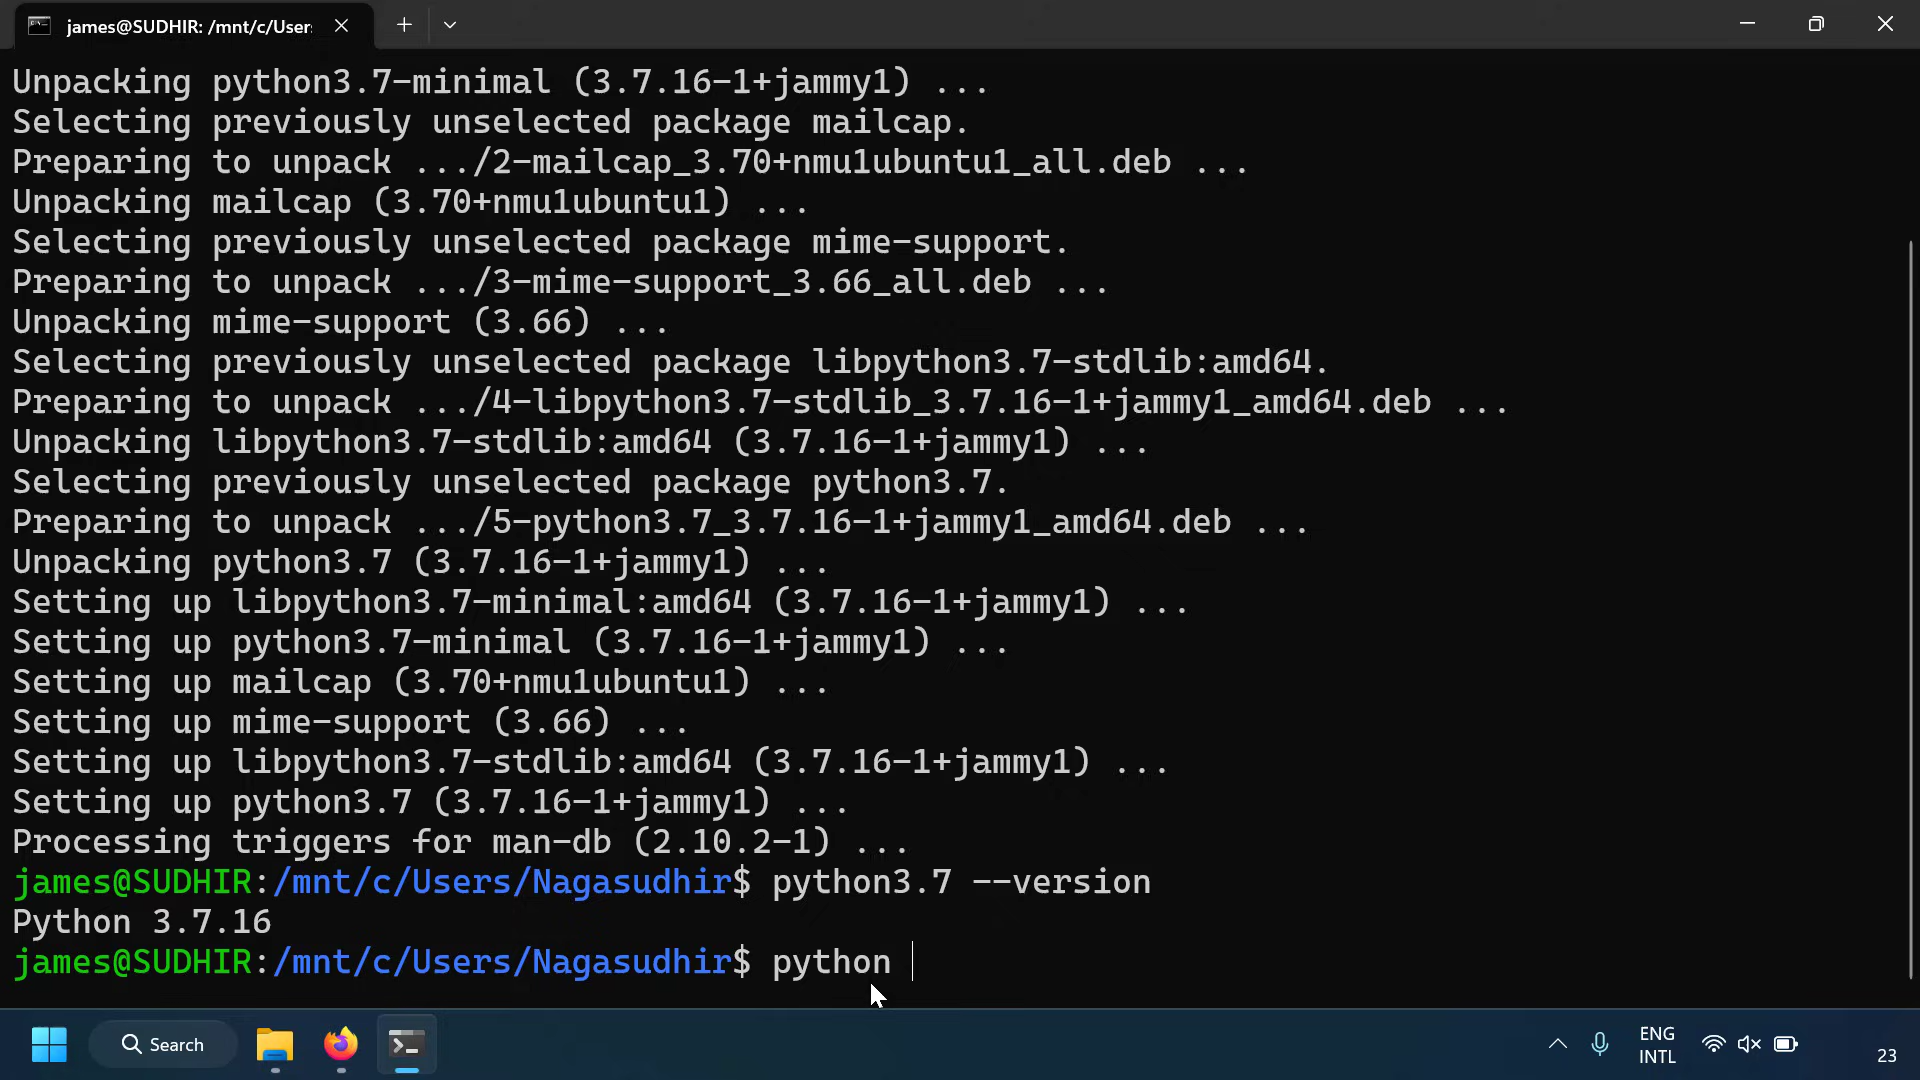 james@SUDHIR: /mnt/c/User
Unpacking python3.7-minimal (3.7.16-1+jammy1) ...
Selecting previously unselected package mailcap.
Preparing to unpack .../2-mailcap_3.70+nmu1ubuntu1_all.deb ...
Unpacking mailcap (3.70+nmu1ubuntu1) ...
Selecting previously unselected package mime-support.
Preparing to unpack .../3-mime-support_3.66_all.deb ...
Unpacking mime-support (3.66) ...
Selecting previously unselected package libpython3.7-stdlib:amd64.
Preparing to unpack .../4-libpython3.7-stdlib_3.7.16-1+jammy1_amd64.deb ...
Unpacking libpython3.7-stdlib:amd64 (3.7.16-1+jammy1) ...
Selecting previously unselected package python3.7.
Preparing to unpack .../5-python3.7_3.7.16-1+jammy1_amd64.deb ...
Unpacking python3.7 (3.7.16-1+jammy1) ...
Setting up libpython3.7-minimal:amd64 (3.7.16-1+jammy1) ...
Setting up python3.7-minimal (3.7.16-1+jammy1) ...
Setting up mailcap (3.70+nmu1ubuntu1) ...
Setting up mime-support (3.66) ...
Setting up libpython3.7-stdlib:amd64 (3.7.16-1+jammy1) ...
Setting up python3.7 (3.7.16-1+jammy1) ...
Processing triggers for man-db (2.10.2-1) ...
james@SUDHIR:/mnt/c/Users/Nagasudhir$ python3.7 --version
Python 3.7.16
james@SUDHIR:/mnt/c/Users/Nagasudhir$ python
Search
ENG
INTL
23